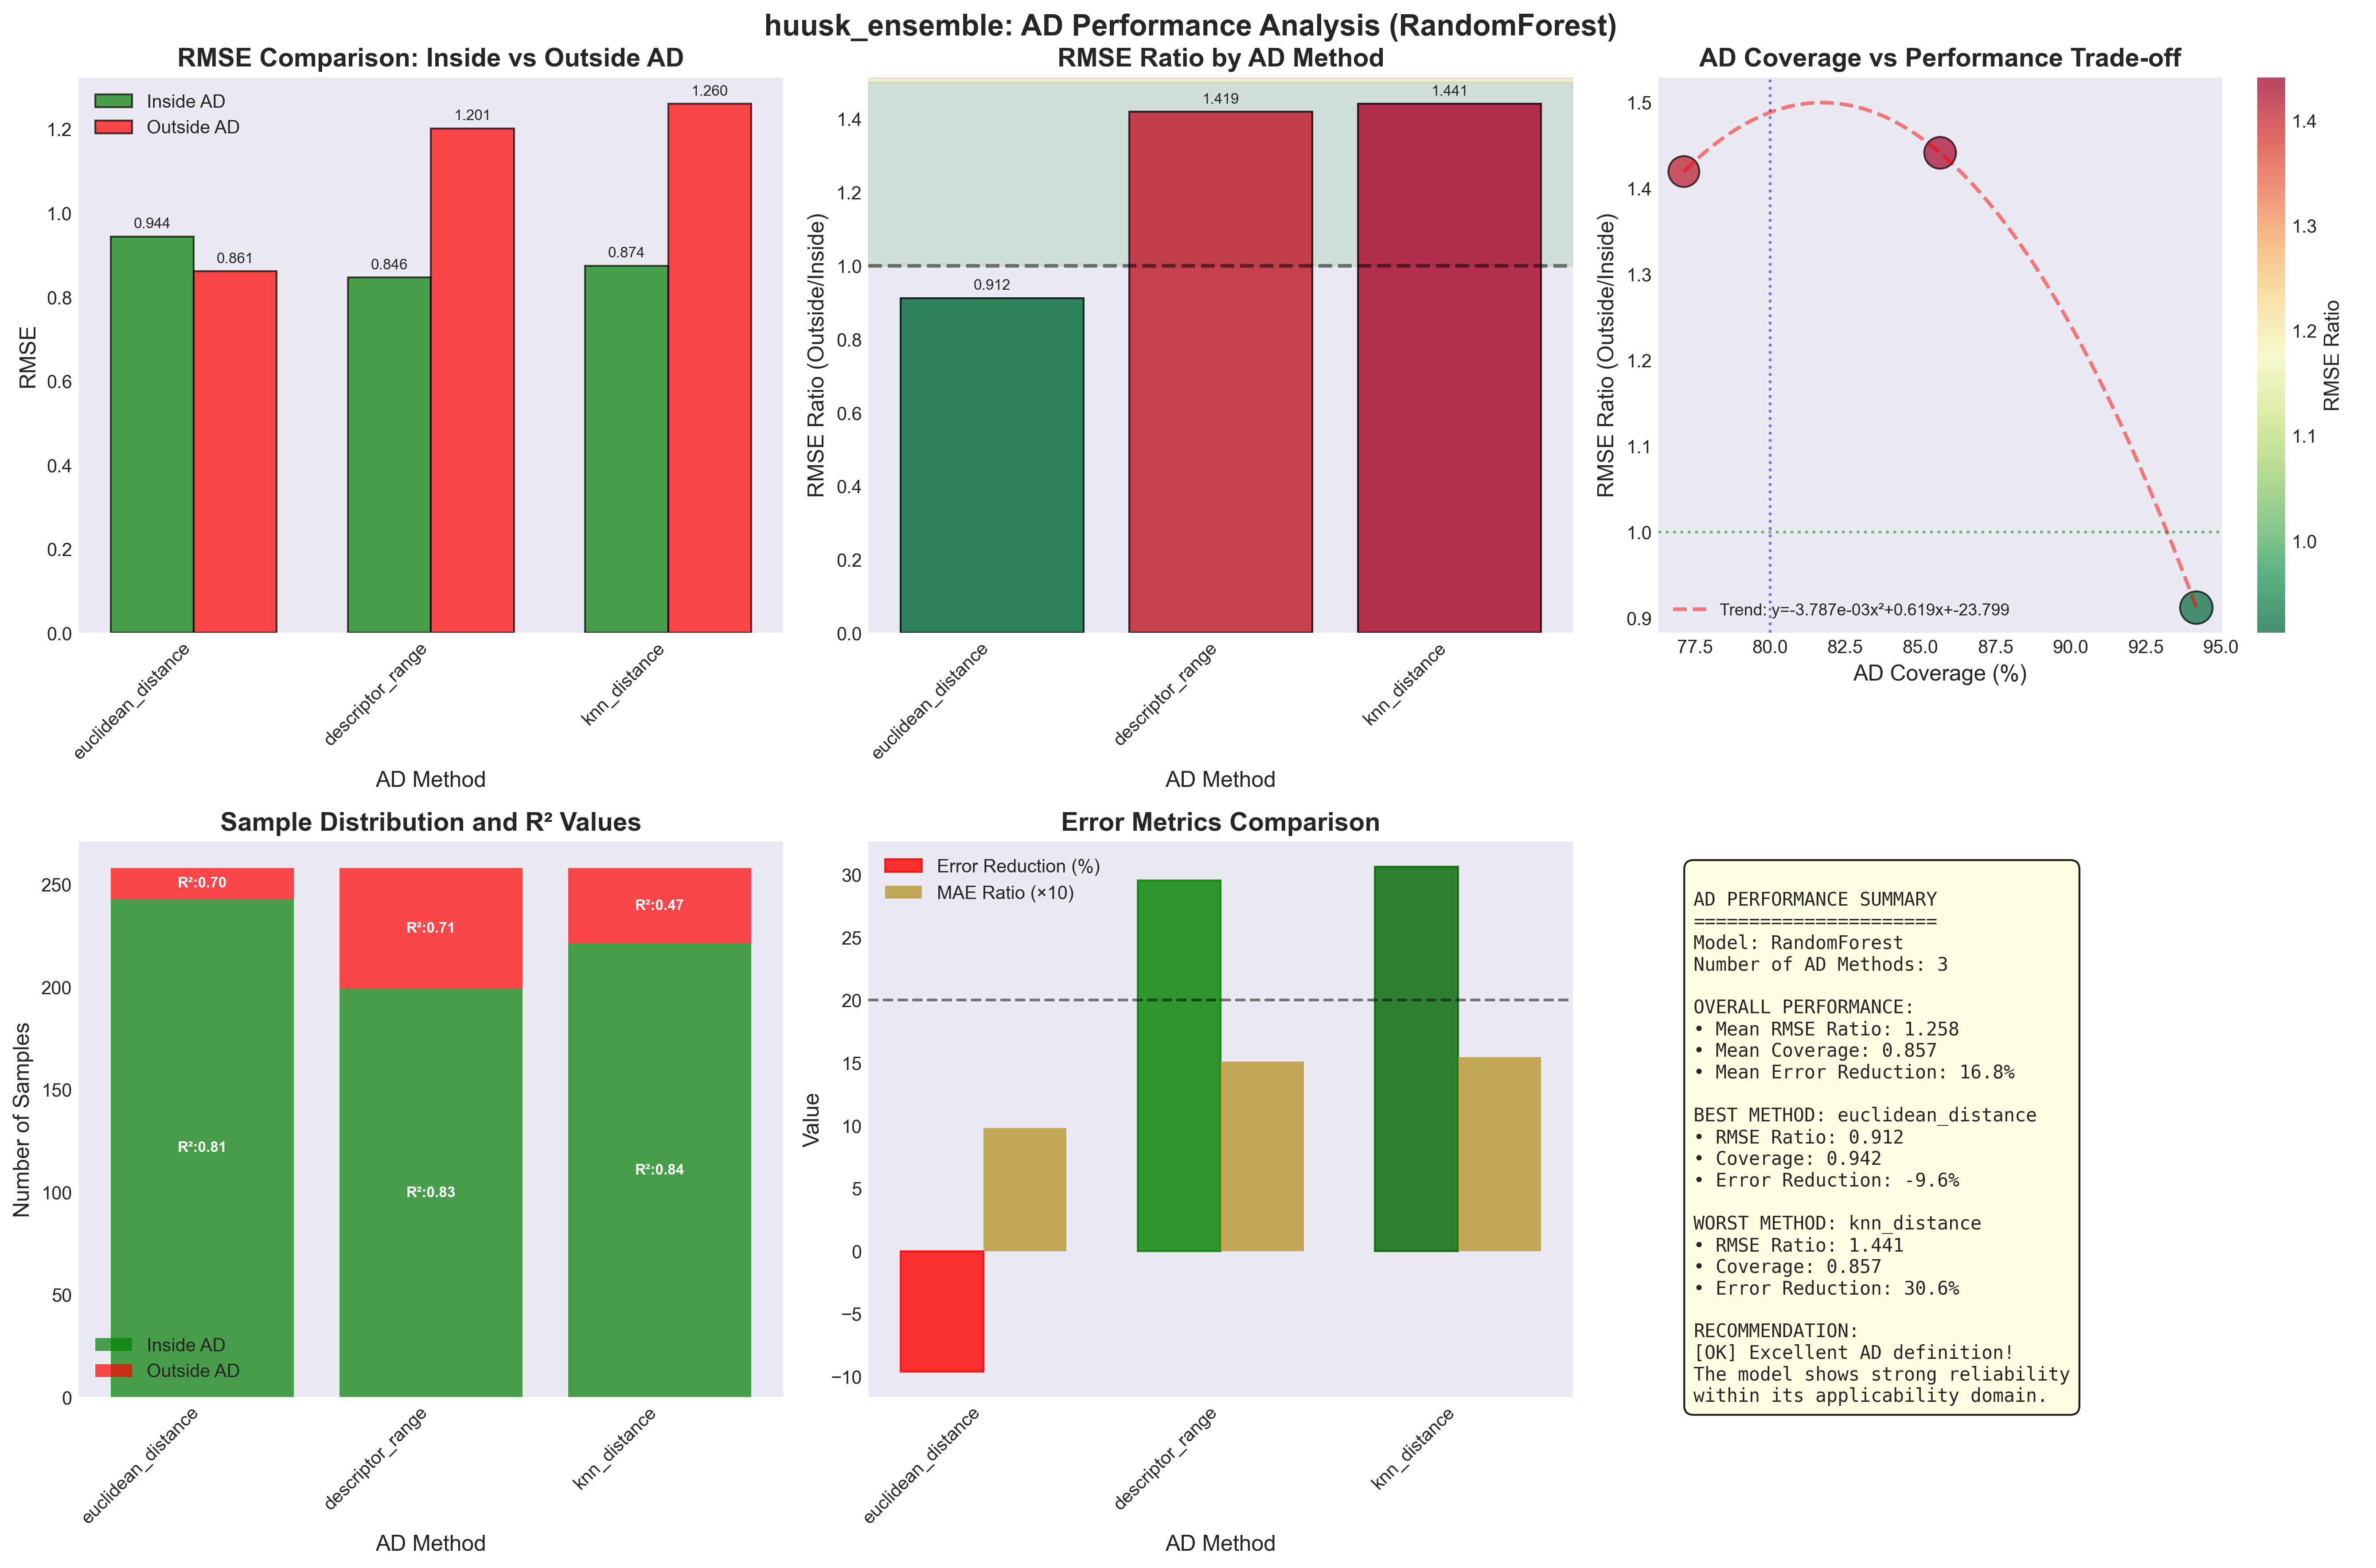 huusk_ensemble: AD Performance Analysis (RandomForest)
RMSE Comparison: Inside vs Outside AD
Inside AD
Outside AD
RMSE
1.2
1.0
0.8
0.6
0.4
0.2
0.0
0.944
0.861
0.846
1.201
0.874
1.260
euclidean_distance
descriptor_range
knn_distance
AD Method
RMSE Ratio by AD Method
RMSE Ratio (Outside/Inside)
1.4
1.2
1.0
0.8
0.6
0.4
0.2
0.0
0.912
1.419
1.441
euclidean_distance
descriptor_range
knn_distance
AD Method
AD Coverage vs Performance Trade-off
RMSE Ratio (Outside/Inside)
1.5
1.4
1.3
1.2
1.1
1.0
0.9
Trend: y=-3.787e-03x²+0.619x+-23.799
77.5
80.0
82.5
85.0
87.5
90.0
92.5
95.0
AD Coverage (%)
1.4
1.3
1.2
1.1
1.0
RMSE Ratio
Sample Distribution and R² Values
Number of Samples
250
200
150
100
50
0
R²:0.70
R²:0.81
R²:0.71
R²:0.83
R²:0.47
R²:0.84
Inside AD
Outside AD
euclidean_distance
descriptor_range
knn_distance
AD Method
Error Metrics Comparison
Error Reduction (%)
MAE Ratio (×10)
Value
30
25
20
15
10
5
0
−5
−10
euclidean_distance
descriptor_range
knn_distance
AD Method
AD PERFORMANCE SUMMARY
======================
Model: RandomForest
Number of AD Methods: 3
OVERALL PERFORMANCE:
• Mean RMSE Ratio: 1.258
• Mean Coverage: 0.857
• Mean Error Reduction: 16.8%
BEST METHOD: euclidean_distance
• RMSE Ratio: 0.912
• Coverage: 0.942
• Error Reduction: -9.6%
WORST METHOD: knn_distance
• RMSE Ratio: 1.441
• Coverage: 0.857
• Error Reduction: 30.6%
RECOMMENDATION:
[OK] Excellent AD definition!
The model shows strong reliability
within its applicability domain.